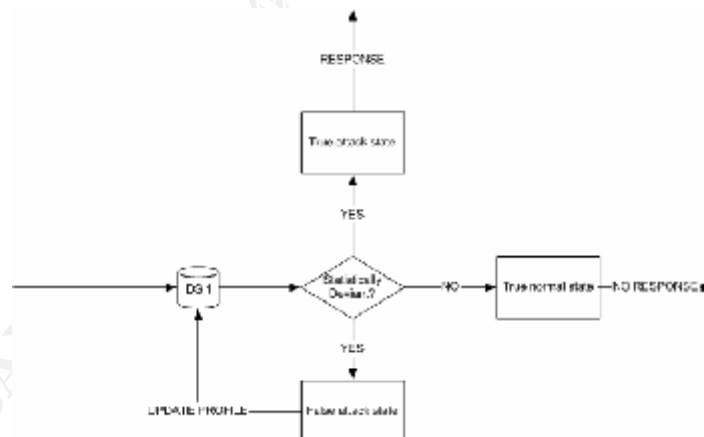 RESPONSE
True attack state
YES
DS 1
Statistically
Deviant?
NO
True normal state
NO RESPONSE
YES
UPDATE PROFILE
False attack state